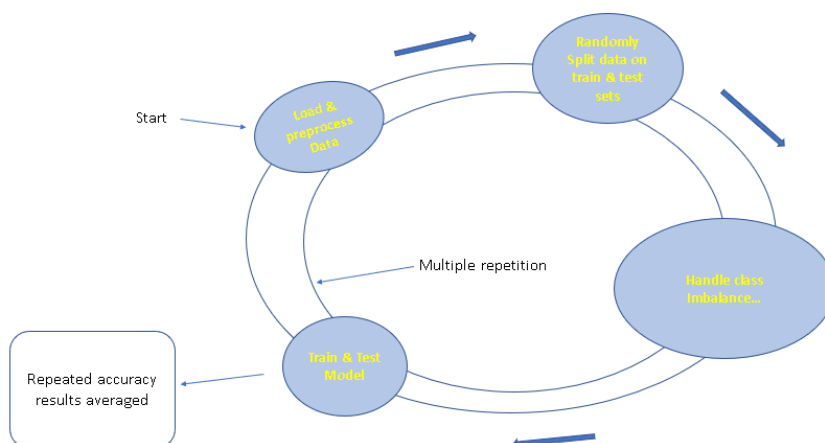 Start
Load &
preprocess
Data
Randomly
Split data on
train & test
sets
Handle class
Imbalance...
Multiple repetition
Train & Test
Model
Repeated accuracy
results averaged